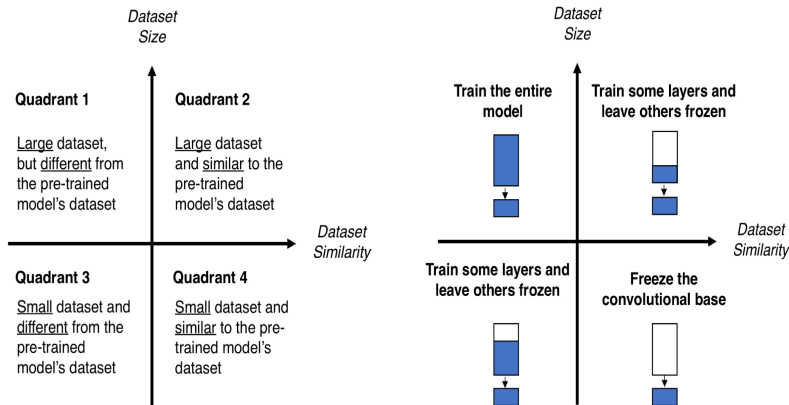 Dataset
Size
Quadrant 1
Large dataset,
but different from
the pre-trained
model's dataset
Quadrant 2
Large dataset
and similar to the
pre-trained
model's dataset
Dataset
Similarity
Quadrant 3
Small dataset and
different from the
pre-trained
model's dataset
Quadrant 4
Small dataset and
similar to the pre-
trained model's
dataset
Dataset
Size
Train the entire
model
Train some layers and
leave others frozen
Dataset
Similarity
Train some layers and
leave others frozen
Freeze the
convolutional base